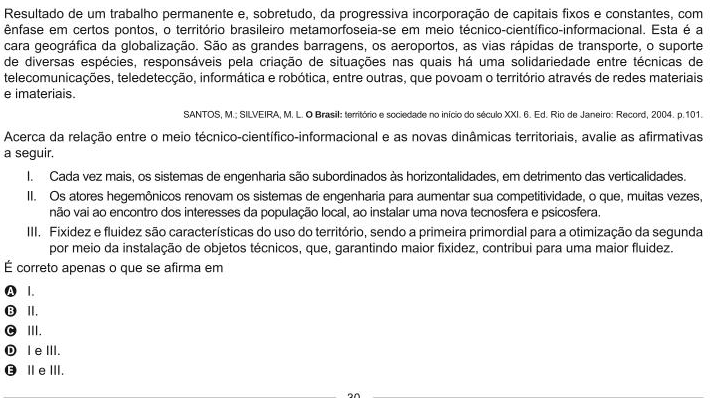 Resultado de um trabalho permanente e, sobretudo, da progressiva incorporação de capitais fixos e constantes, com
ênfase em certos pontos, o território brasileiro metamorfoseia-se em meio técnico-científico-informacional. Esta é a
cara geográfica da globalização. São as grandes barragens, os aeroportos, as vias rápidas de transporte, o suporte
de diversas espécies, responsáveis pela criação de situações nas quais há uma solidariedade entre técnicas de
telecomunicações, teledetecção, informática e robótica, entre outras, que povoam o território através de redes materiais
e imateriais.
SANTOS, M.; SILVEIRA, M. L. O Brasil: território e sociedade no início do século XXI. 6. Ed. Rio de Janeiro: Record, 2004. p.101.
Acerca da relação entre o meio técnico-científico-informacional e as novas dinâmicas territoriais, avalie as afirmativas
a seguir.
I. Cada vez mais, os sistemas de engenharia são subordinados às horizontalidades, em detrimento das verticalidades.
II. Os atores hegemônicos renovam os sistemas de engenharia para aumentar sua competitividade, o que, muitas vezes,
não vai ao encontro dos interesses da população local, ao instalar uma nova tecnosfera e psicosfera.
III. Fixidez e fluidez são características do uso do território, sendo a primeira primordial para a otimização da segunda
por meio da instalação de objetos técnicos, que, garantindo maior fixidez, contribui para uma maior fluidez.
É correto apenas o que se afirma em
A I.
B II.
C III.
D I e III.
E II e III.
30